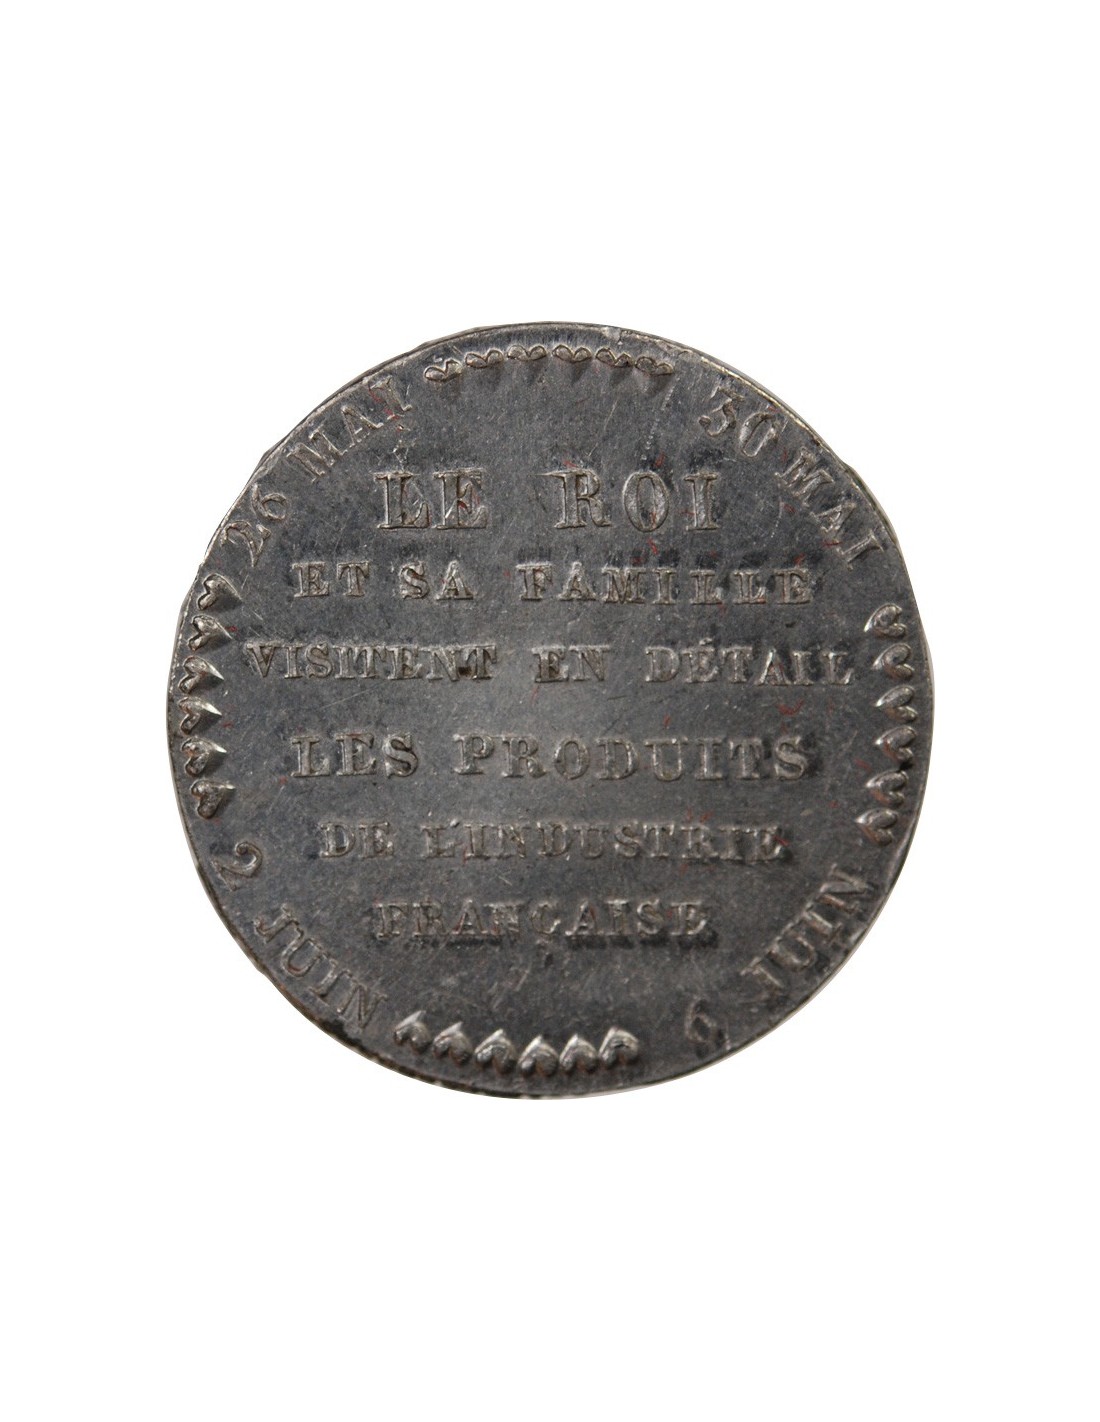 26 MAI
30 MAI
LE ROI
ET SA FAMILLE
VISITENT EN DÉTAIL
LES PRODUITS
DE L'INDUSTRIE
FRANÇAISE
2 JUIN
6 JUIN